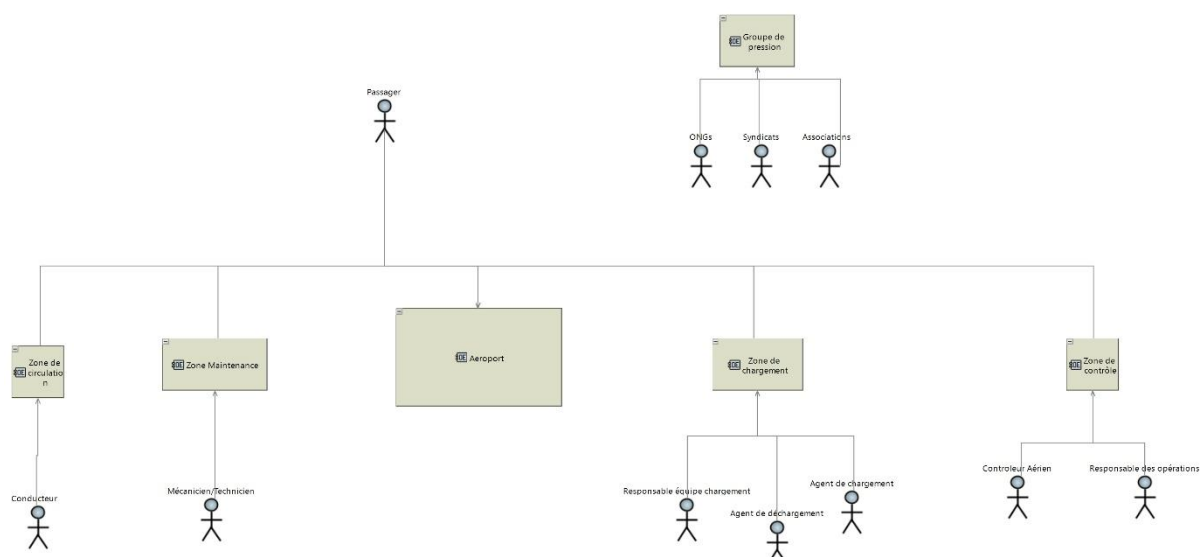 Groupe de
pression
Passager
ONGs
Syndicats
Associations
Zone de
circulatio
n
Zone Maintenance
Aeroport
Zone de
chargement
Zone de
contrôle
Conducteur
Mécanicien/Technicien
Responsable équipe chargement
Agent de déchargement
Agent de chargement
Controleur Aérien
Responsable des opérations